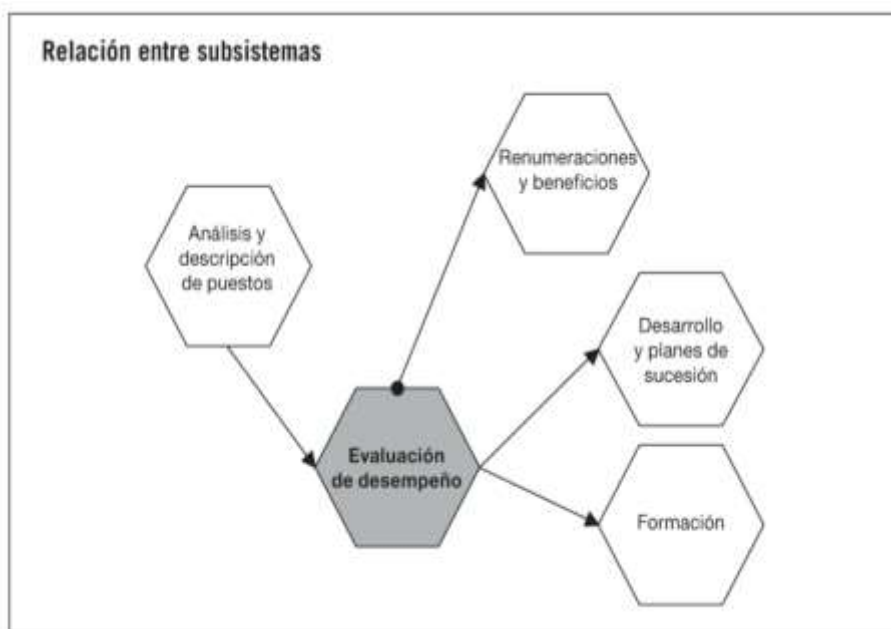 Relación entre subsistemas
Renumeraciones
y beneficios
Análisis y
descripción
de puestos
Desarrollo
y planes de
sucesión
Evaluación
de desempeño
Formación